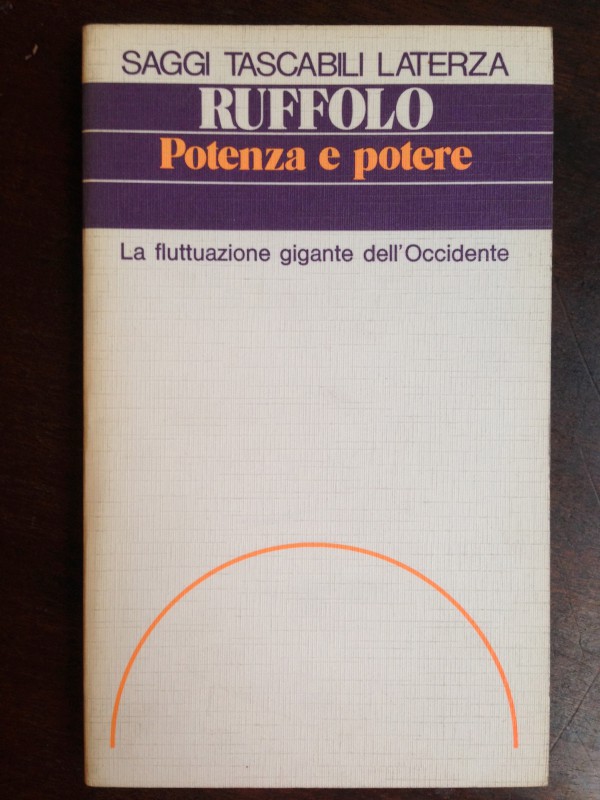 SAGGI TASCABILI LATERZA
RUFFOLO
Potenza e potere
La fluttuazione gigante dell'Occidente